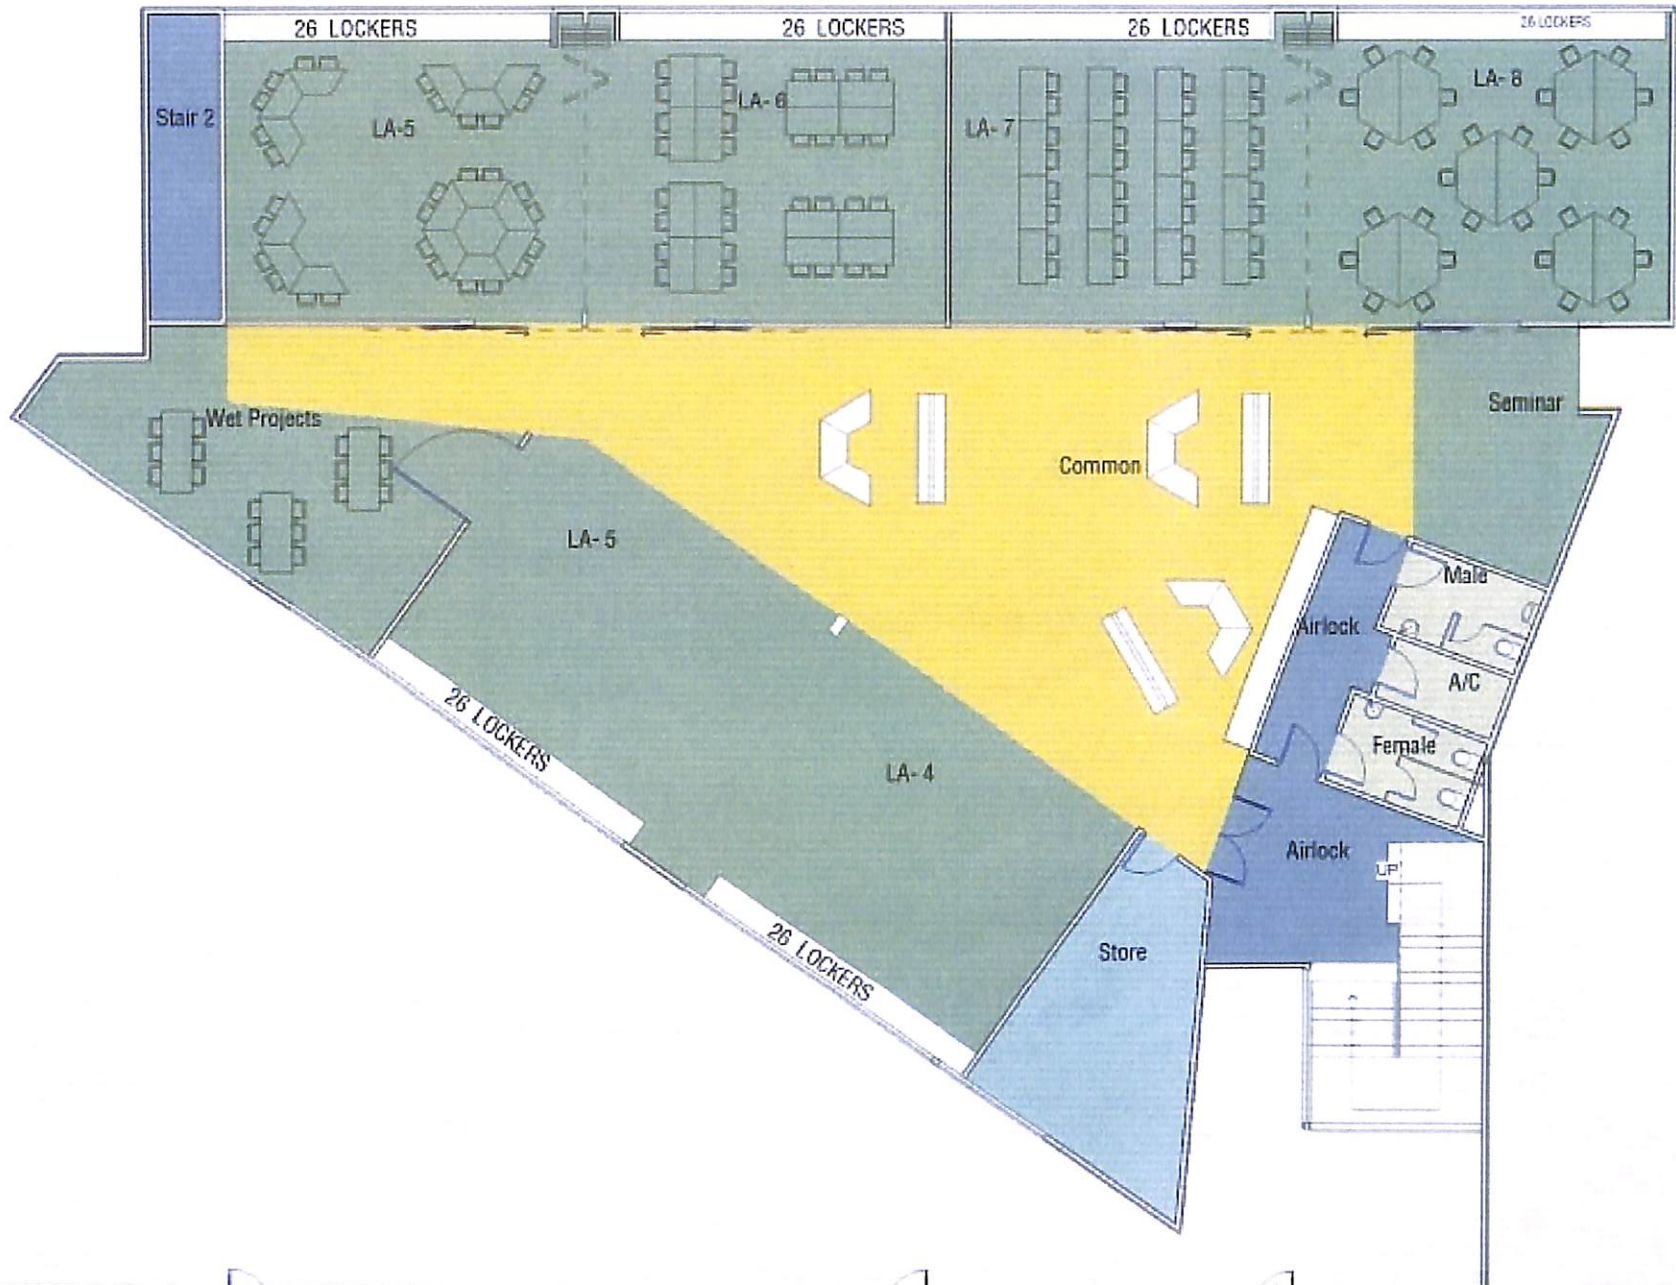 26 LOCKERS
26 LOCKERS
26 LOCKERS
26 LOCKERS
Stair 2
LA-5
LA- 6
LA- 7
LA- 8
Wet Projects
Seminar
Common
LA- 5
Male
Airlock
A/C
26 LOCKERS
Female
LA- 4
Airlock
UP
26 LOCKERS
Store